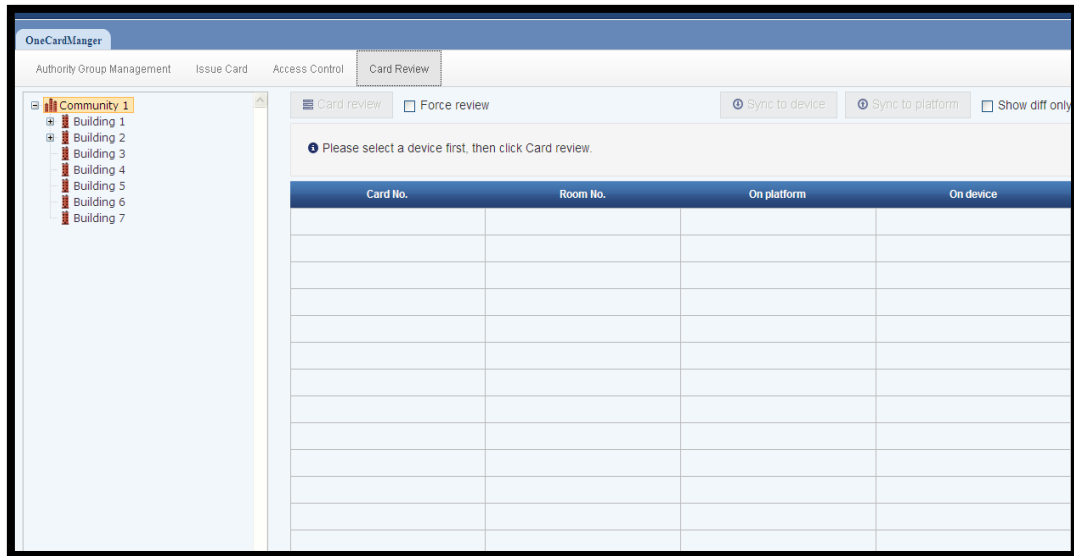 OneCardManger
Authority Group Management Issue Card Access Control Card Review
Community 1
Building 1
Building 2
Building 3
Building 4
Building 5
Building 6
Building 7
Card review Force review Sync to device Sync to platform Show diff only
Please select a device first, then click Card review.
Card No. Room No. On platform On device